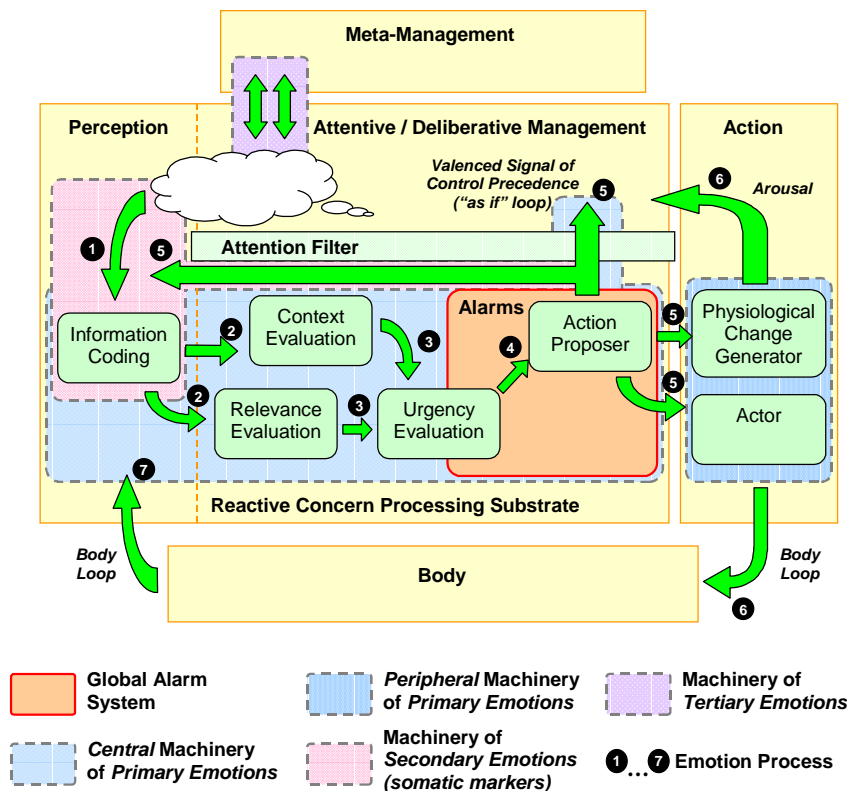 Meta-Management
Perception
Attentive / Deliberative Management
Action
Valenced Signal of
Control Precedence
("as if" loop)
5
6
Arousal
1
5
Attention Filter
Information
Coding
2
Context
Evaluation
3
Alarms
4
Action
Proposer
5
Physiological
Change
Generator
2
Relevance
Evaluation
3
Urgency
Evaluation
5
Actor
7
Reactive Concern Processing Substrate
Body
Loop
Body
Body
Loop
6
Global Alarm
System
Peripheral Machinery
of Primary Emotions
Machinery of
Tertiary Emotions
Central Machinery
of Primary Emotions
Machinery of
Secondary Emotions
(somatic markers)
1...7 Emotion Process